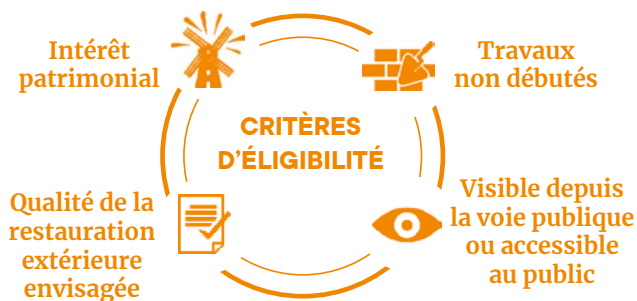 Intérêt
patrimonial
Travaux
non débutés
CRITÈRES
D'ÉLIGIBILITÉ
Qualité de la
restauration
extérieure
envisagée
Visible depuis
la voie publique
ou accessible
au public